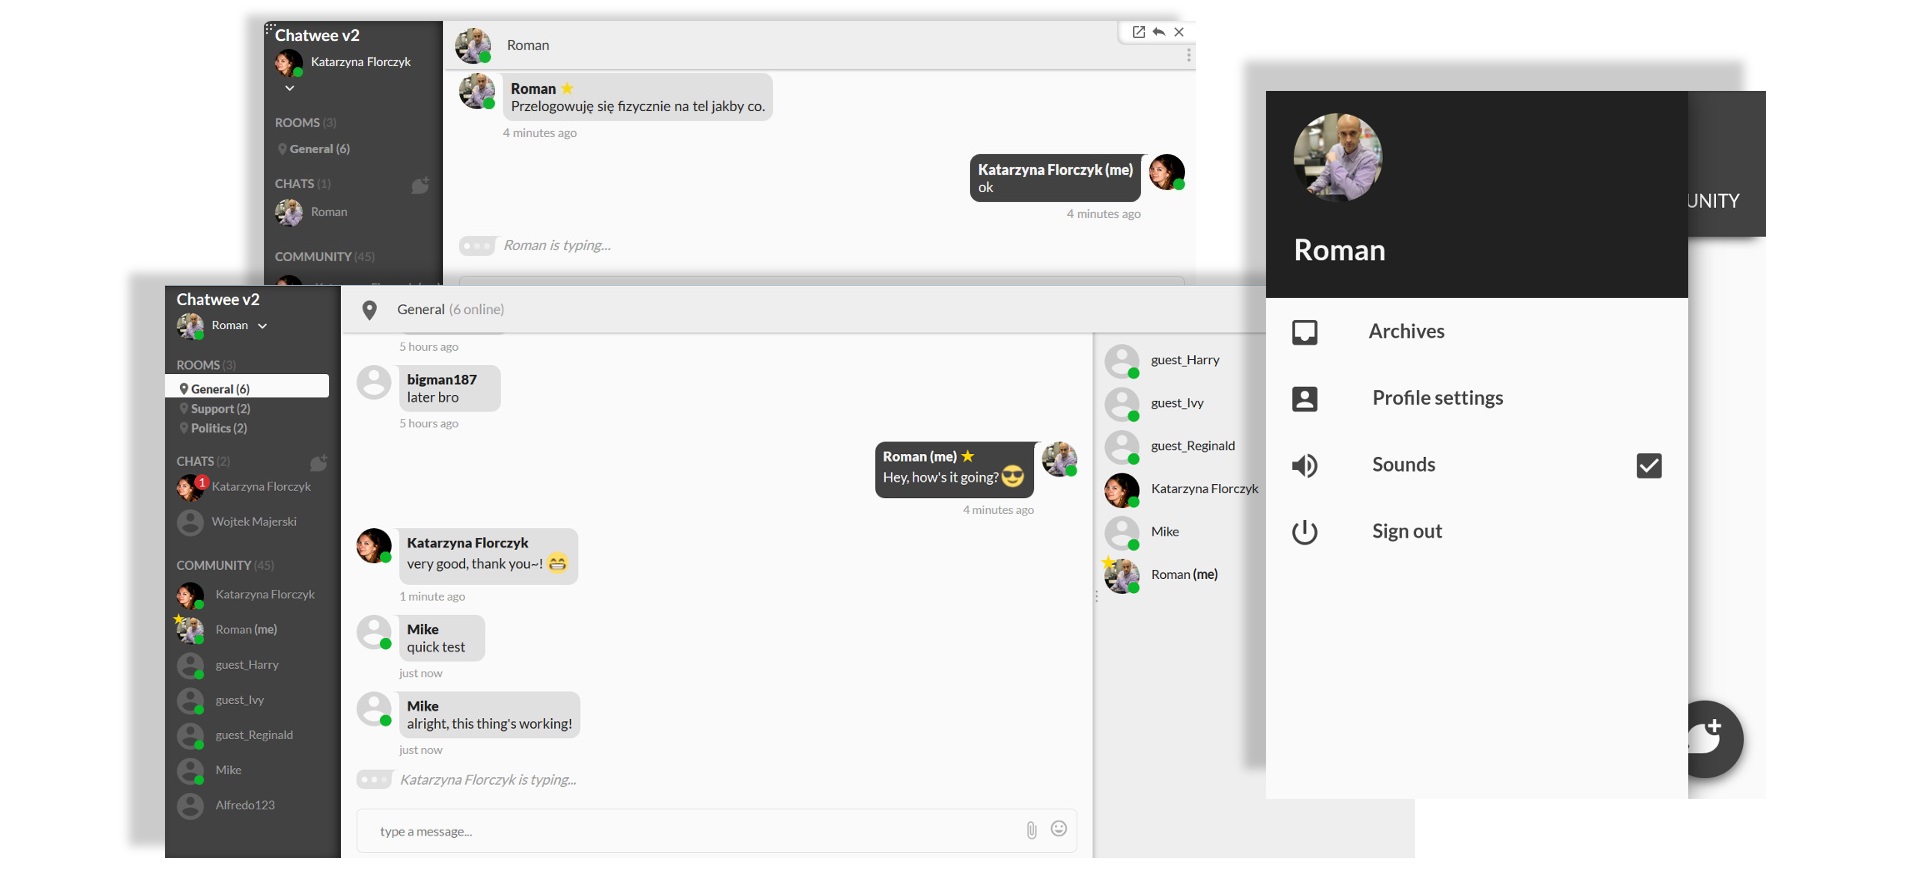 Chatwee v2
Katarzyna Florczyk
ROOMS (3)
General (6)
CHATS (1)
Roman
COMMUNITY (45)
Roman
Roman
Przelogowuję się fizycznie na tel jakby co.
4 minutes ago
Katarzyna Florczyk (me)
ok
4 minutes ago
Roman is typing...
Chatwee v2
Roman
ROOMS (3)
General (6)
Support (2)
Politics (2)
CHATS (2)
1
Katarzyna Florczyk
Wojtek Majerski
COMMUNITY (45)
Katarzyna Florczyk
Roman (me)
guest_Harry
guest_Ivy
guest_Reginald
Mike
Alfredo123
General (6 online)
5 hours ago
bigman187
later bro
5 hours ago
Roman (me)
Hey, how's it going?
4 minutes ago
Katarzyna Florczyk
very good, thank you~!
1 minute ago
Mike
quick test
just now
Mike
alright, this thing's working!
just now
Katarzyna Florczyk is typing...
type a message...
guest_Harry
guest_Ivy
guest_Reginald
Katarzyna Florczyk
Mike
Roman (me)
UNITY
Roman
Archives
Profile settings
Sounds
Sign out